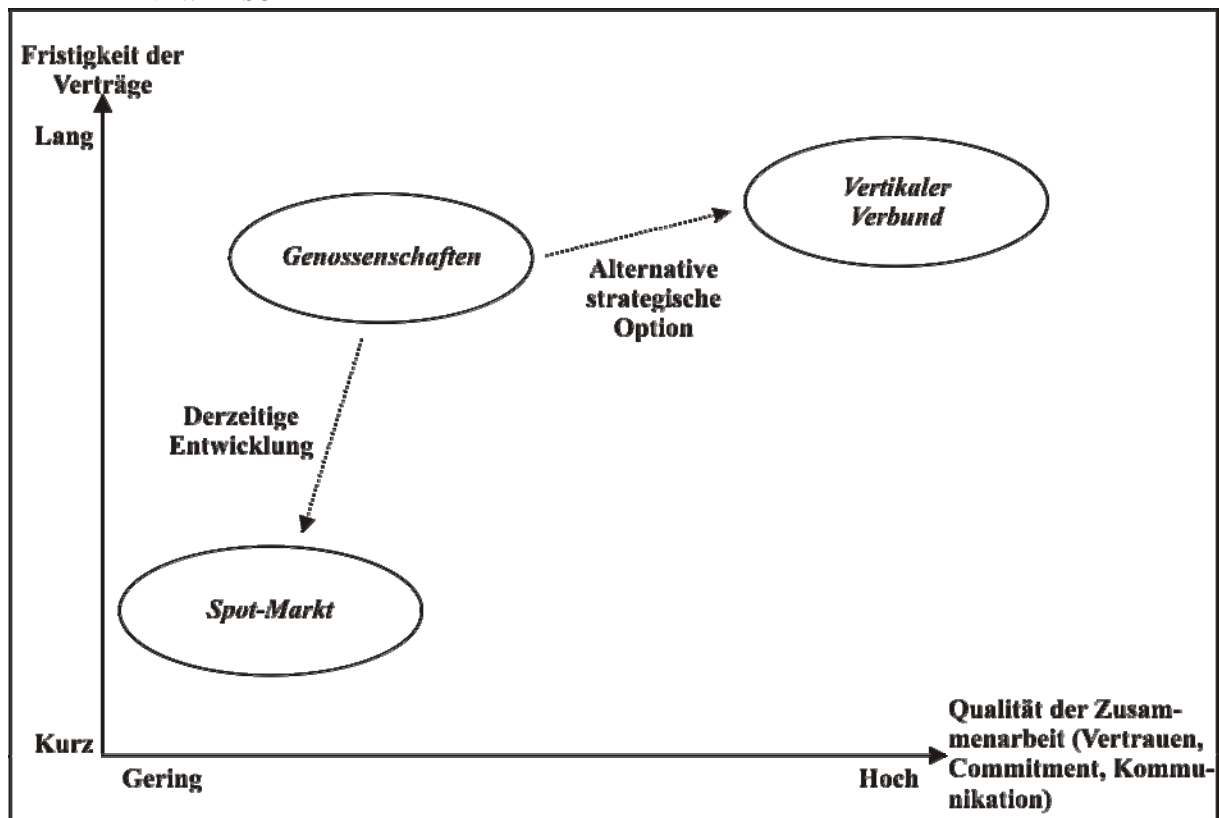 Fristigkeit der
Verträge
Lang
Vertikaler
Verbund
Genossenschaften
Alternative
strategische
Option
Derzeitige
Entwicklung
Spot-Markt
Kurz
Gering
Hoch
Qualität der Zusam-
menarbeit (Vertrauen,
Commitment, Kommu-
nikation)